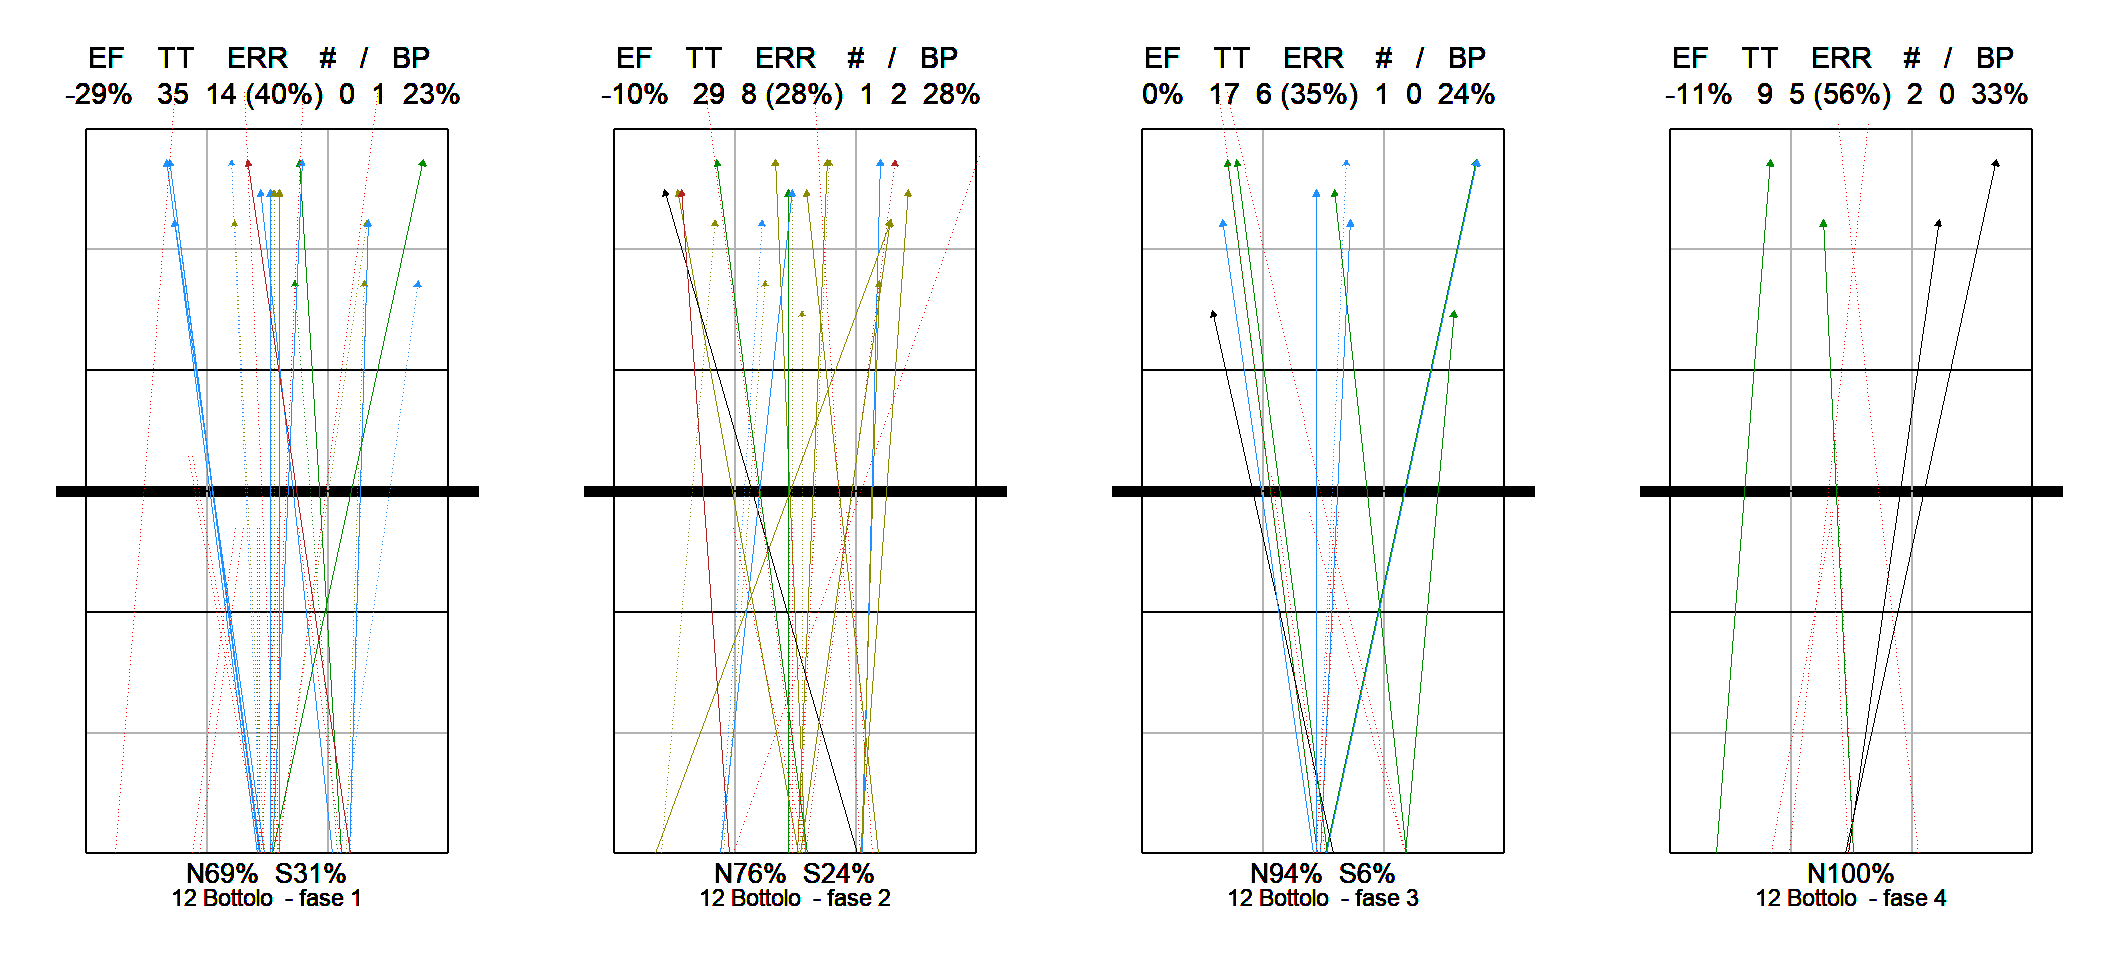 EF TT ERR # / BP
-29% 35 14 (40%) 0 1 23%
N69% S31%
12 Bottolo - fase 1
EF TT ERR # / BP
-10% 29 8 (28%) 1 2 28%
N76% S24%
12 Bottolo - fase 2
EF TT ERR # / BP
0% 17 6 (35%) 1 0 24%
N94% S6%
12 Bottolo - fase 3
EF TT ERR # / BP
-11% 9 5 (56%) 2 0 33%
N100%
12 Bottolo - fase 4